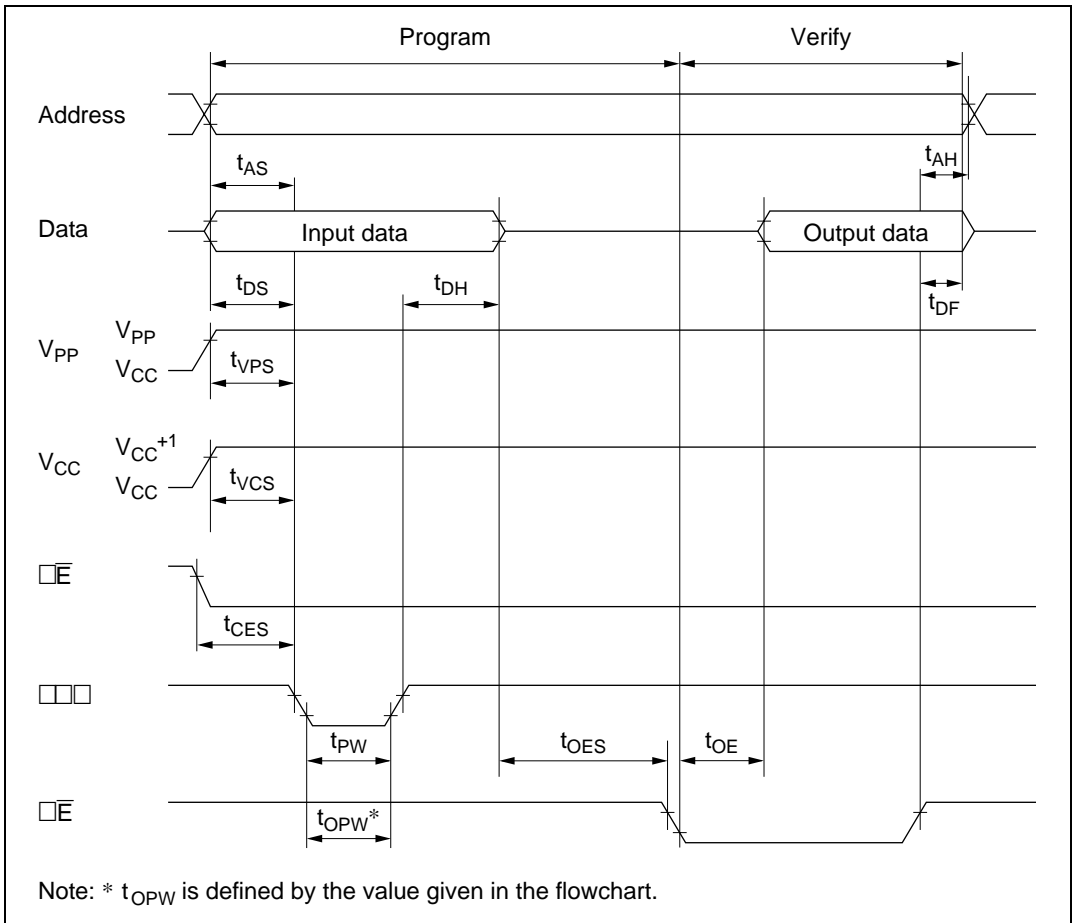 Program Verify
Address
tAS
tAH
Data
Input data
Output data
tDS
tDH
tDF
VPP
VPP
VCC
tVPS
VCC
VCC+1
VCC
tVCS
□E̅
tCES
□□□
tPW
tOES
tOE
□E̅
tOPW*
Note: * tOPW is defined by the value given in the flowchart.